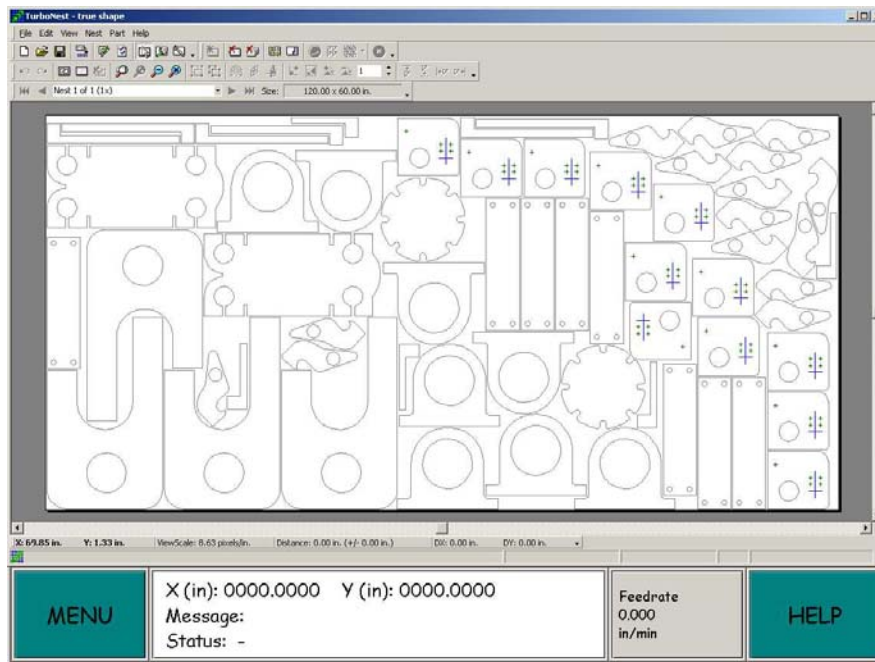 TurboNest - true shape
File Edit View Nest Part Help
1
Nest 1 of 1 (1x) Size: 120.00 x 60.00 in.
X: 69.85 in. Y: 1.33 in. ViewScale: 8.63 pixels/in. Distance: 0.00 in. (+/- 0.00 in.) DX: 0.00 in. DY: 0.00 in.
MENU
X (in): 0000.0000 Y (in): 0000.0000
Message:
Status: -
Feedrate
0.000
in/min
HELP